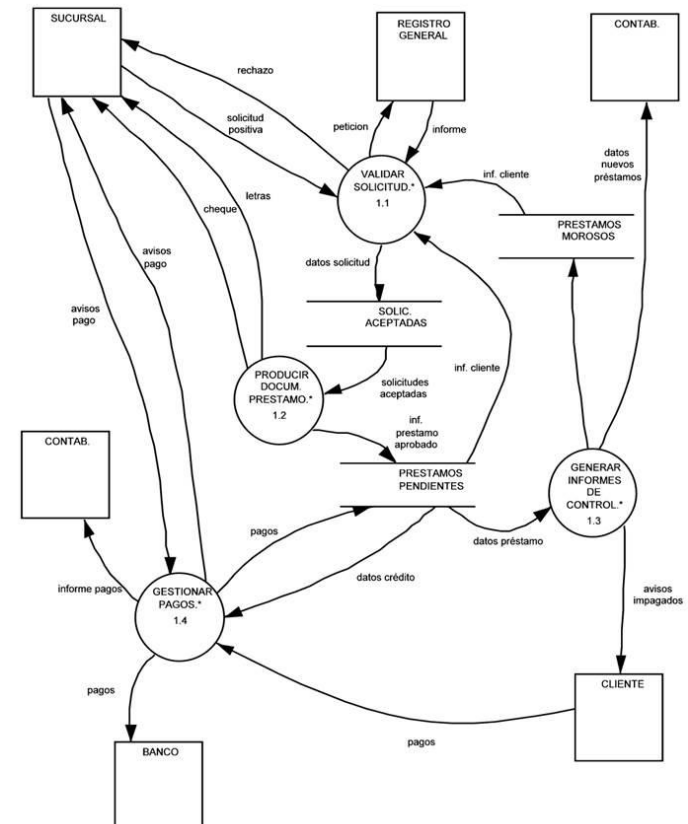 SUCURSAL
REGISTRO
GENERAL
CONTAB.
rechazo
solicitud
positiva
peticion
informe
datos
nuevos
préstamos
VALIDAR
SOLICITUD.*
1.1
inf. cliente
letras
cheque
PRESTAMOS
MOROSOS
avisos
pago
datos solicitud
avisos
pago
SOLIC.
ACEPTADAS
inf. cliente
PRODUCIR
DOCUM.
PRESTAMO.*
1.2
solicitudes
aceptadas
inf.
prestamo
aprobado
CONTAB.
PRESTAMOS
PENDIENTES
GENERAR
INFORMES
DE
CONTROL.*
1.3
pagos
datos préstamo
datos crédito
informe pagos
GESTIONAR
PAGOS.*
1.4
avisos
impagados
pagos
CLIENTE
pagos
BANCO